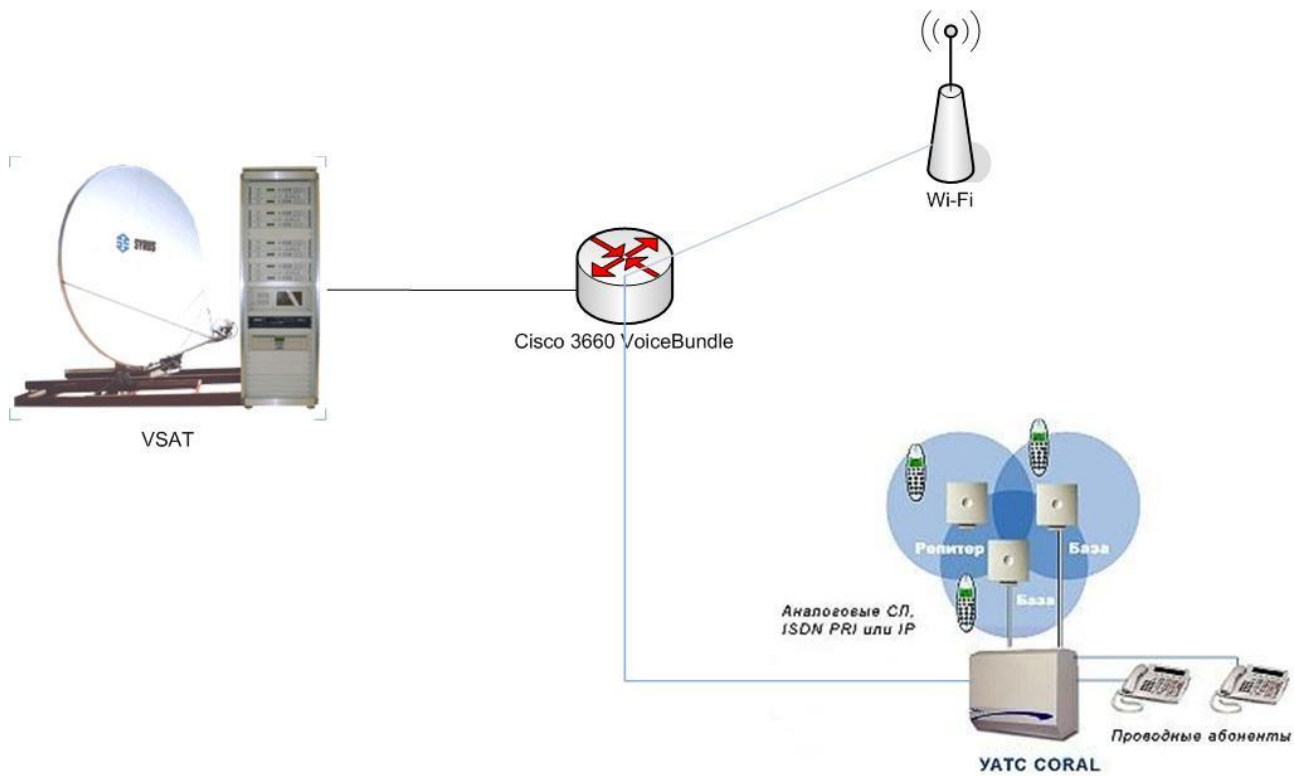 Wi-Fi
SYRUS
Cisco 3660 VoiceBundle
VSAT
Репитер
База
База
Аналоговые СЛ,
ISDN PRI или IP
Проводные абоненты
УАТС CORAL